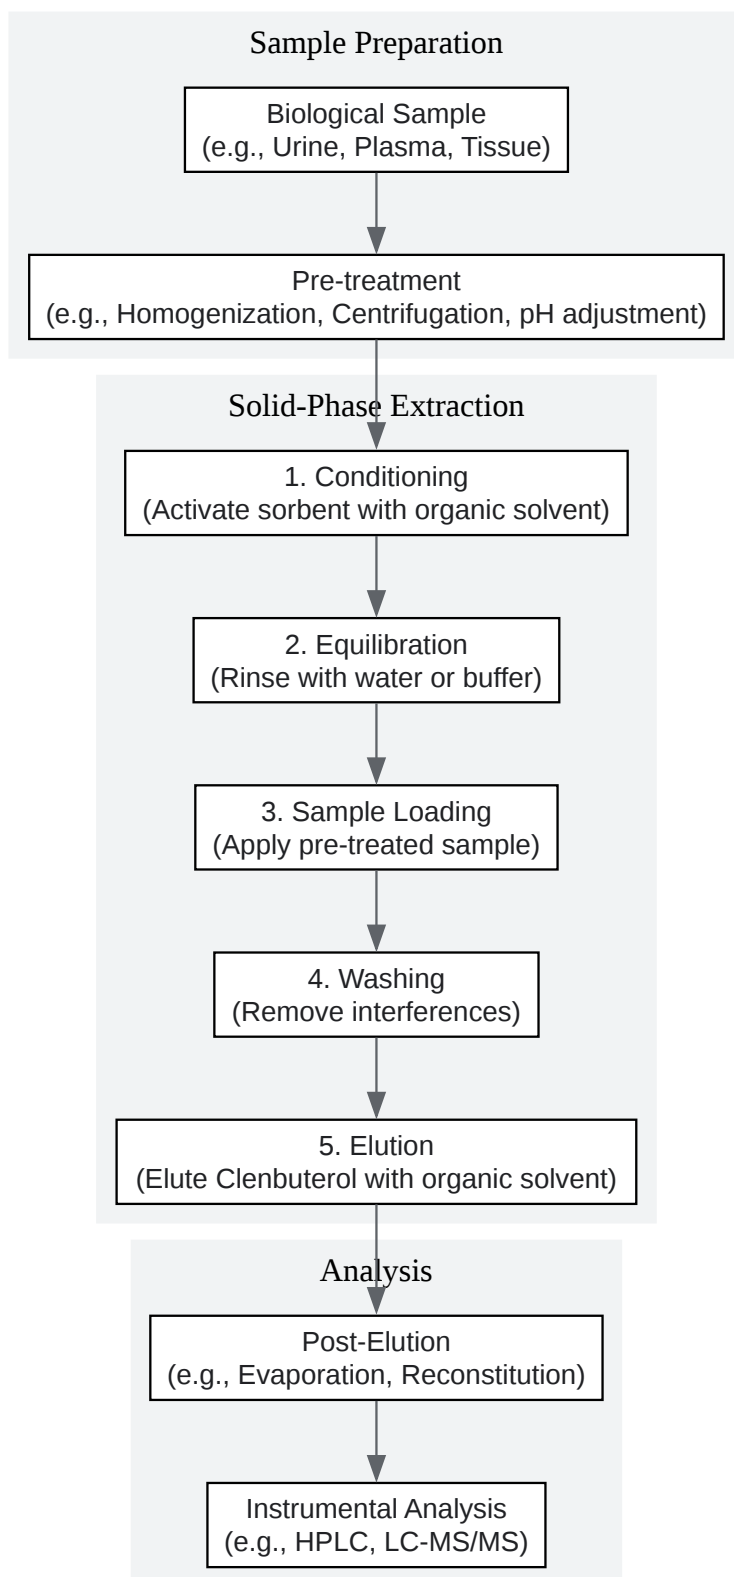 Sample Preparation
Biological Sample
(e.g., Urine, Plasma, Tissue)
Pre-treatment
(e.g., Homogenization, Centrifugation, pH adjustment)
Solid-Phase Extraction
1. Conditioning
(Activate sorbent with organic solvent)
2. Equilibration
(Rinse with water or buffer)
3. Sample Loading
(Apply pre-treated sample)
4. Washing
(Remove interferences)
5. Elution
(Elute Clenbuterol with organic solvent)
Analysis
Post-Elution
(e.g., Evaporation, Reconstitution)
Instrumental Analysis
(e.g., HPLC, LC-MS/MS)